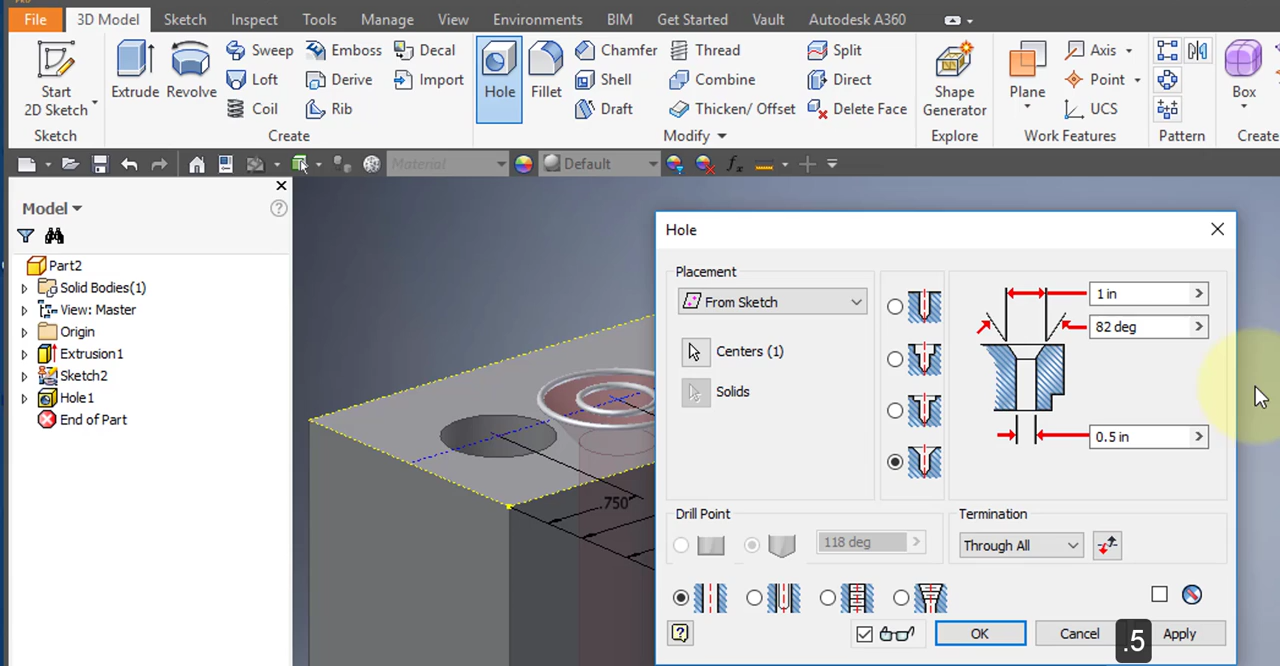 PRO
File 3D Model Sketch Inspect Tools Manage View Environments BIM Get Started Vault Autodesk A360
Start
2D Sketch
Sketch
Extrude
Revolve
Sweep
Loft
Coil
Emboss
Derive
Rib
Decal
Import
Create
Hole
Fillet
Chamfer
Shell
Draft
Thread
Combine
Thicken/ Offset
Split
Direct
Delete Face
Modify
Shape
Generator
Explore
Plane
Axis
Point
UCS
Work Features
Pattern
Box
Create
Material
Default
fx
Model
?
Part2
Solid Bodies(1)
View: Master
Origin
Extrusion1
Sketch2
Hole1
End of Part
.750
Hole
Placement
From Sketch
Centers (1)
Solids
1 in
82 deg
0.5 in
Drill Point
118 deg
Termination
Through All
?
OK
Cancel
Apply
.5